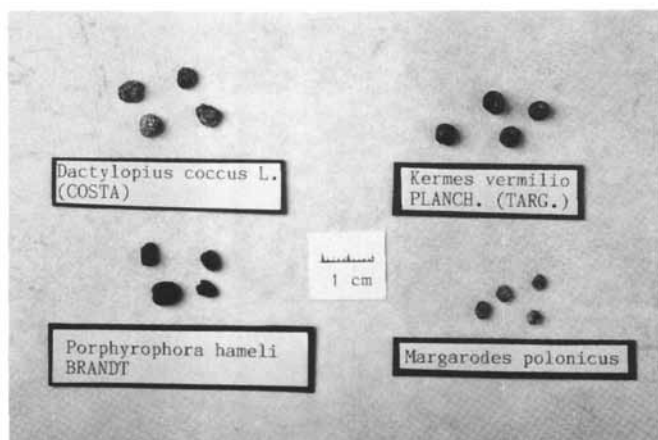 Dactylopius coccus L.
(COSTA)
Kermes vermilio
PLANCH. (TARG.)
1 cm
Porphyrophora hameli
BRANDT
Margarodes polonicus